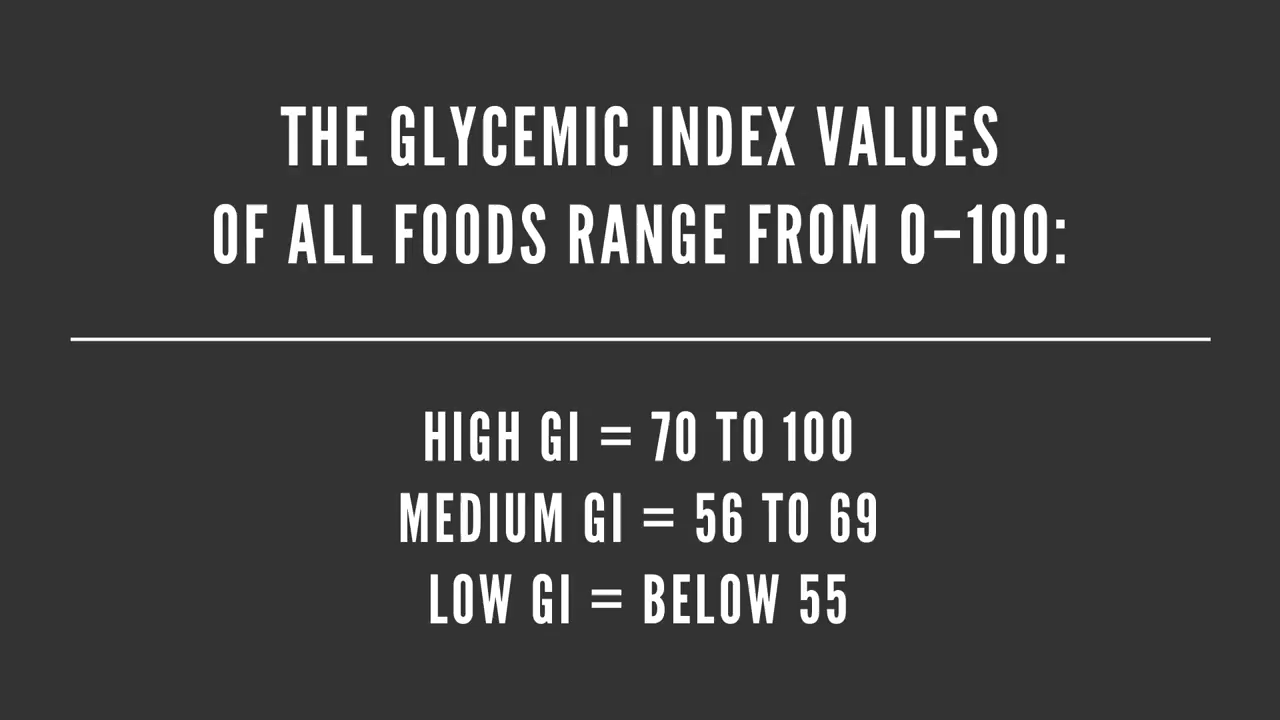 THE GLYCEMIC INDEX VALUES
OF ALL FOODS RANGE FROM 0–100:
HIGH GI = 70 TO 100
MEDIUM GI = 56 TO 69
LOW GI = BELOW 55